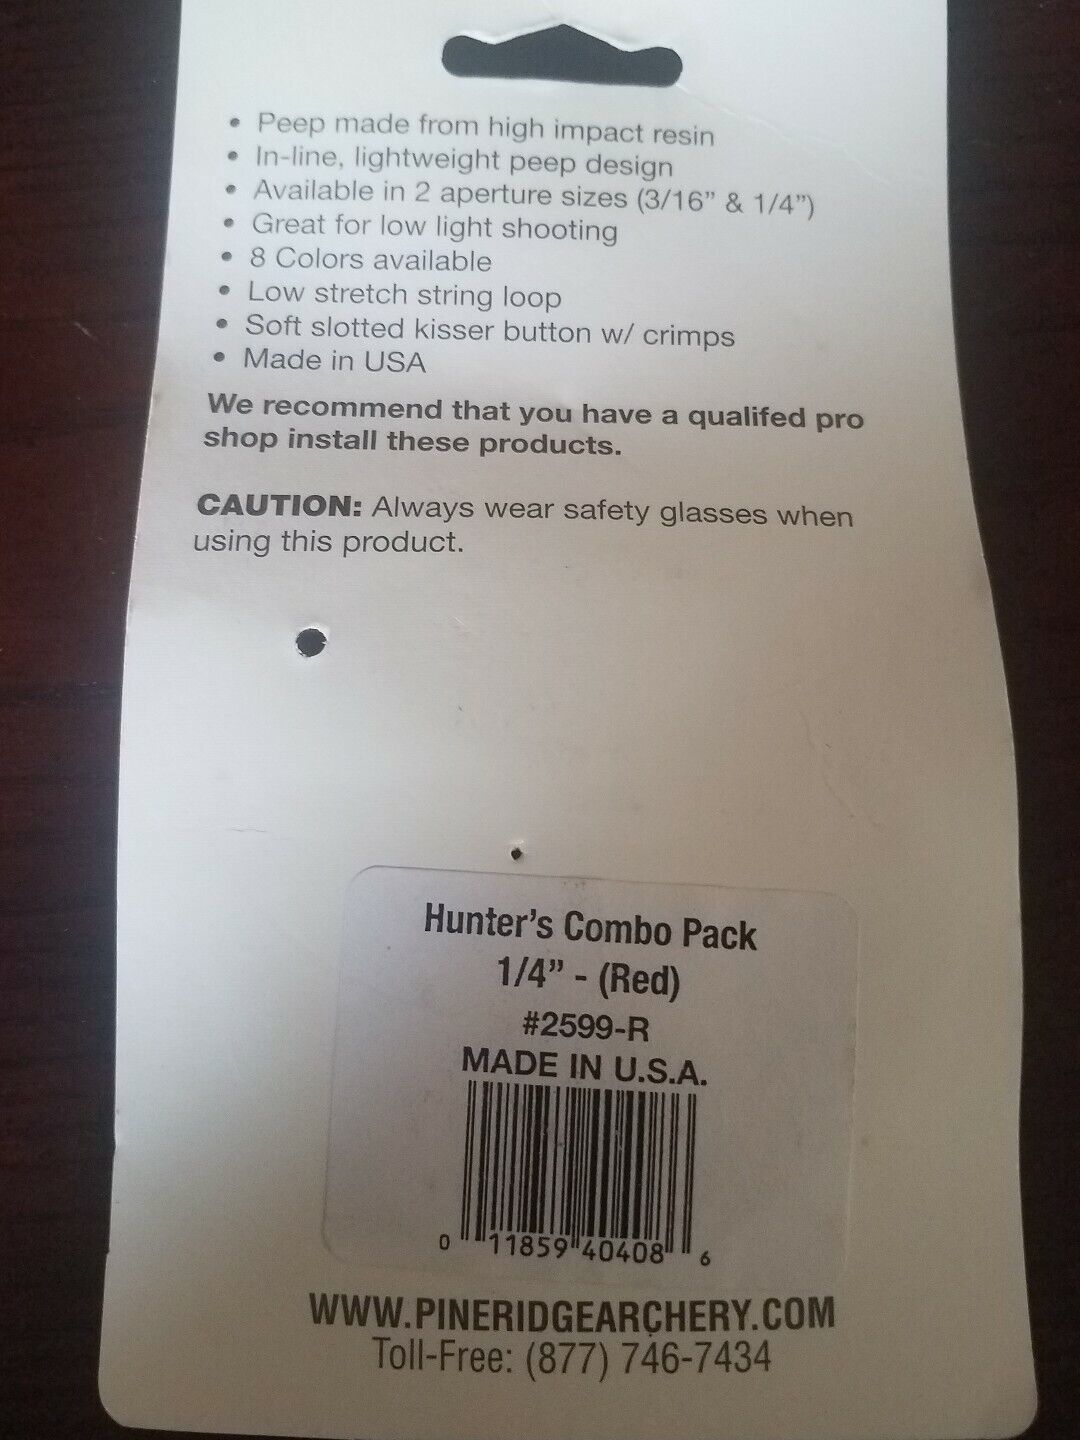 • Peep made from high impact resin
• In-line, lightweight peep design
• Available in 2 aperture sizes (3/16” & 1/4”)
• Great for low light shooting
• 8 Colors available
• Low stretch string loop
• Soft slotted kisser button w/ crimps
• Made in USA
We recommend that you have a qualifed pro
shop install these products.
CAUTION: Always wear safety glasses when
using this product.
Hunter’s Combo Pack
1/4” - (Red)
#2599-R
MADE IN U.S.A.
0 11859 40408 6
WWW.PINERIDGEARCHERY.COM
Toll-Free: (877) 746-7434